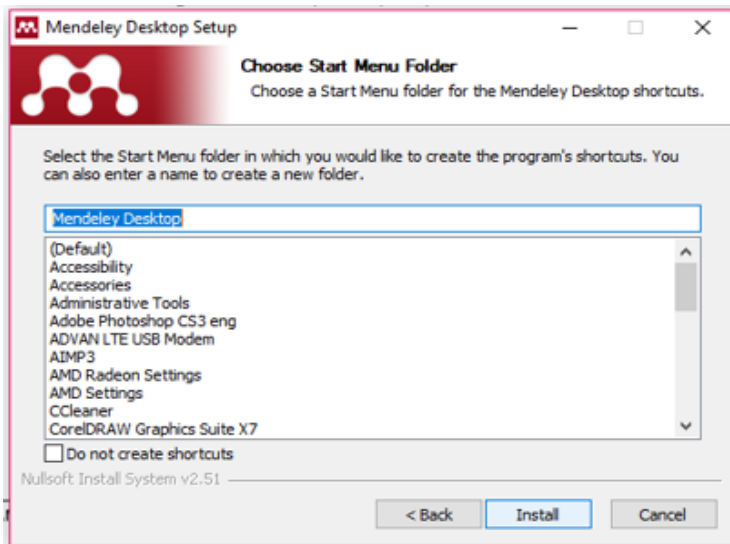 Mendeley Desktop Setup
Choose Start Menu Folder
Choose a Start Menu folder for the Mendeley Desktop shortcuts.
Select the Start Menu folder in which you would like to create the program's shortcuts. You
can also enter a name to create a new folder.
Mendeley Desktop
(Default)
Accessibility
Accessories
Administrative Tools
Adobe Photoshop CS3 eng
ADVAN LTE USB Modem
AIMP3
AMD Radeon Settings
AMD Settings
CCleaner
CorelDRAW Graphics Suite X7
Do not create shortcuts
Nullsoft Install System v2.51
< Back Install Cancel